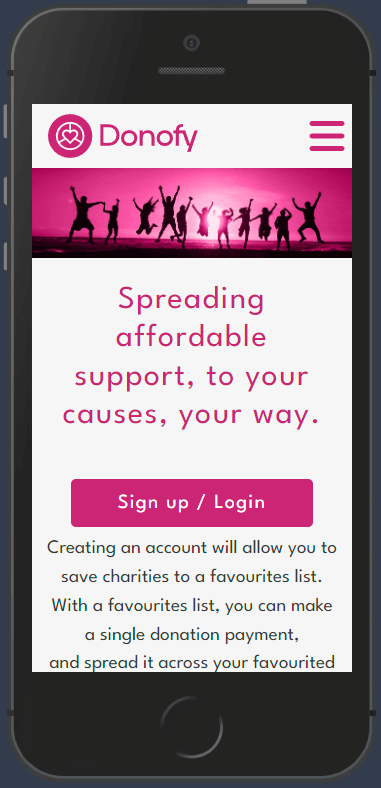 Donofy
Spreading
affordable
support, to your
causes, your way.
Sign up / Login
Creating an account will allow you to
save charities to a favourites list.
With a favourites list, you can make
a single donation payment,
and spread it across your favourited